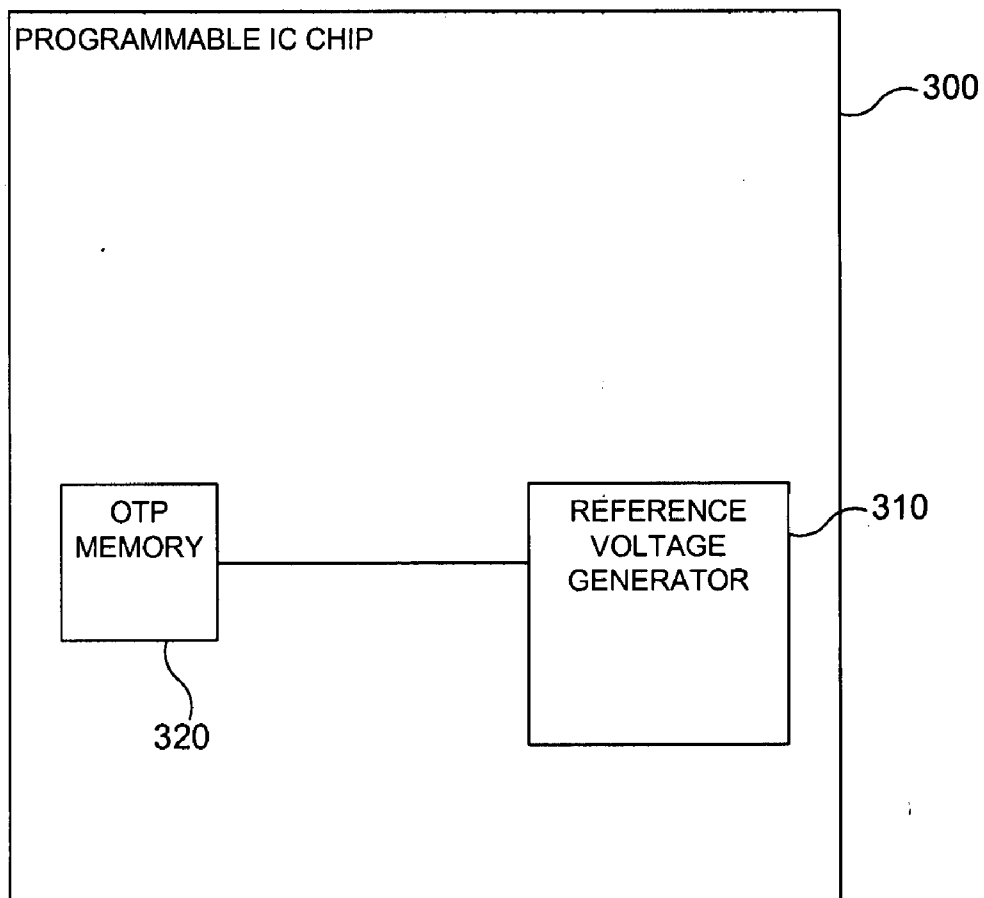 PROGRAMMABLE IC CHIP
300
OTP
MEMORY
REFERENCE
VOLTAGE
GENERATOR
310
320